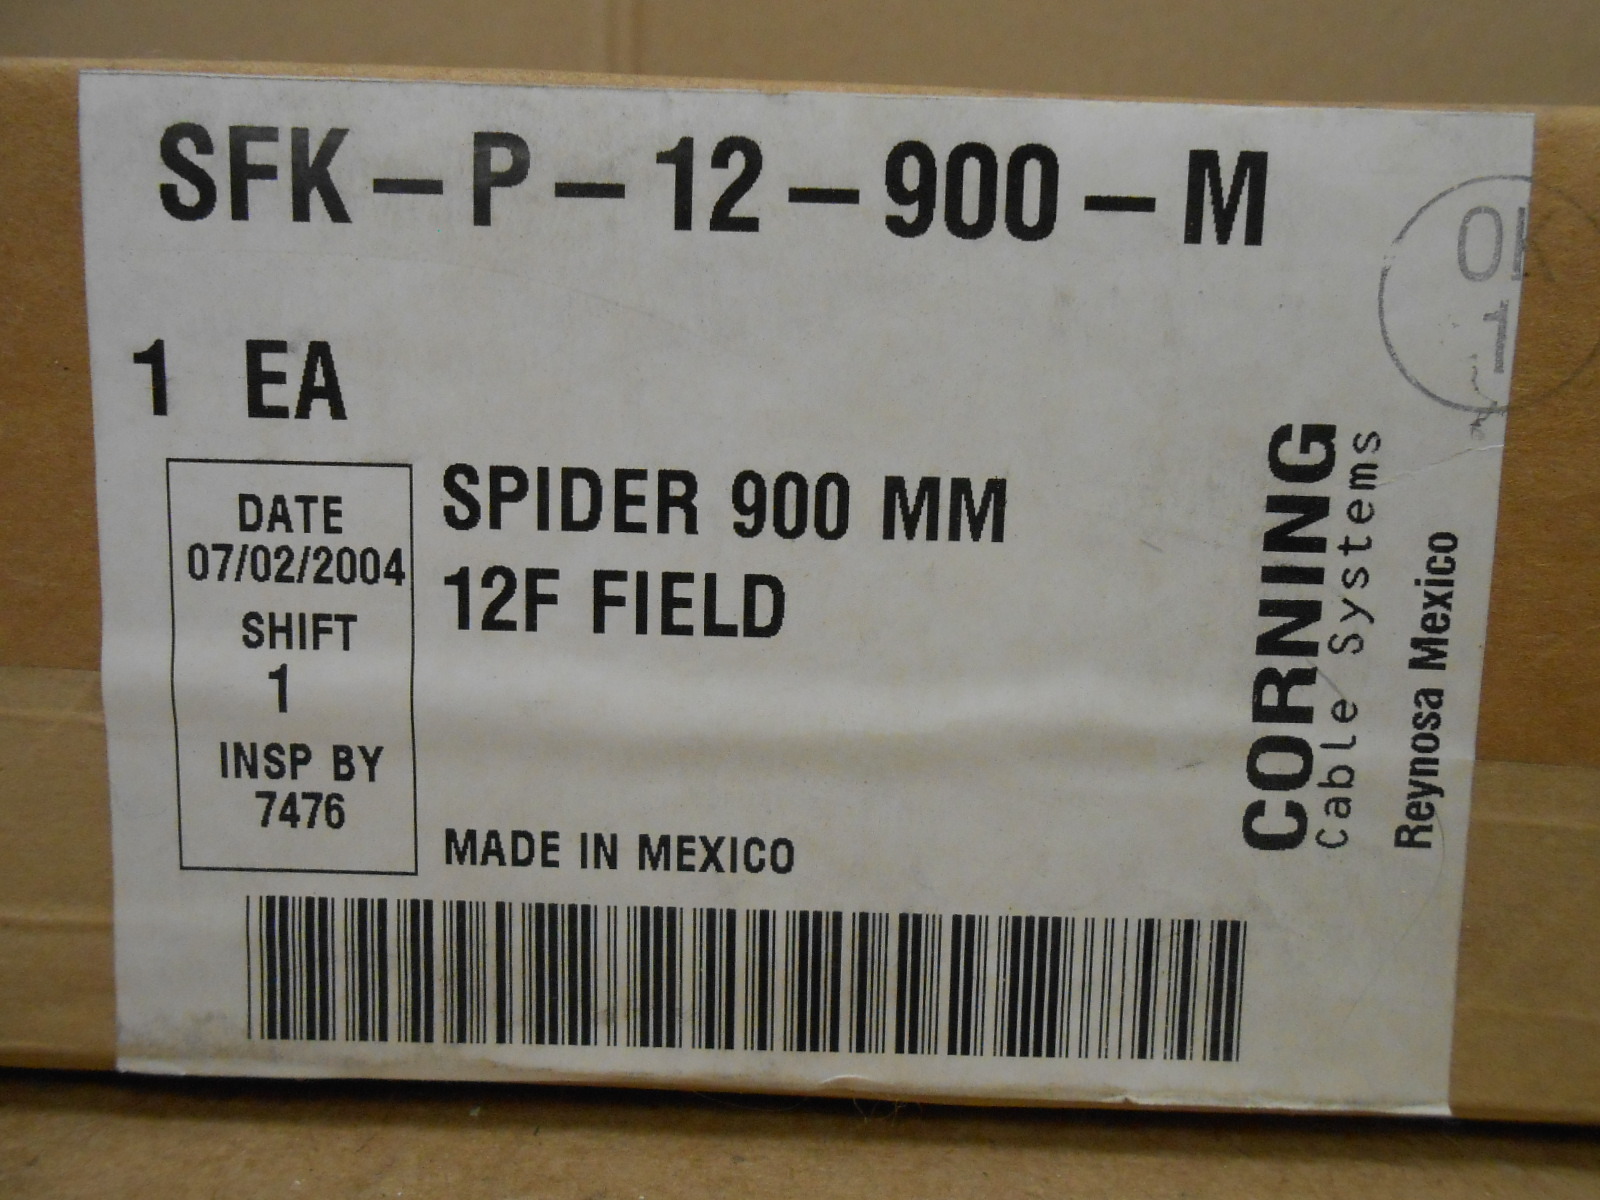 SFK-P-12-900-M
1 EA
DATE
07/02/2004
SHIFT
1
INSP BY
7476
SPIDER 900 MM
12F FIELD
MADE IN MEXICO
CORNING
Cable Systems
Reynosa Mexico